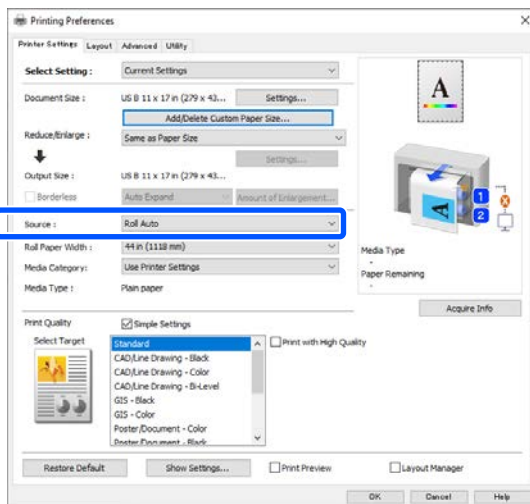 Printing Preferences
Printer Settings Layout Advanced Utility
Select Setting : Current Settings
Document Size : US B 11 x 17 in (279 x 43... Settings...
Add/Delete Custom Paper Size...
Reduce/Enlarge : Same as Paper Size
Settings...
Output Size : US B 11 x 17 in (279 x 43...
Borderless Auto Expand Amount of Enlargement...
Source : Roll Auto
Roll Paper Width : 44 in (1118 mm)
Media Category: Use Printer Settings
Media Type : Plain paper
A
A
1
2
Media Type
-
Paper Remaining
-
Acquire Info
Print Quality Simple Settings
Select Target
Standard
CAD/Line Drawing - Black
CAD/Line Drawing - Color
CAD/Line Drawing - Bi-Level
GIS - Black
GIS - Color
Poster/Document - Color
Poster/Document - Black
Print with High Quality
Restore Default Show Settings... Print Preview Layout Manager
OK Cancel Help